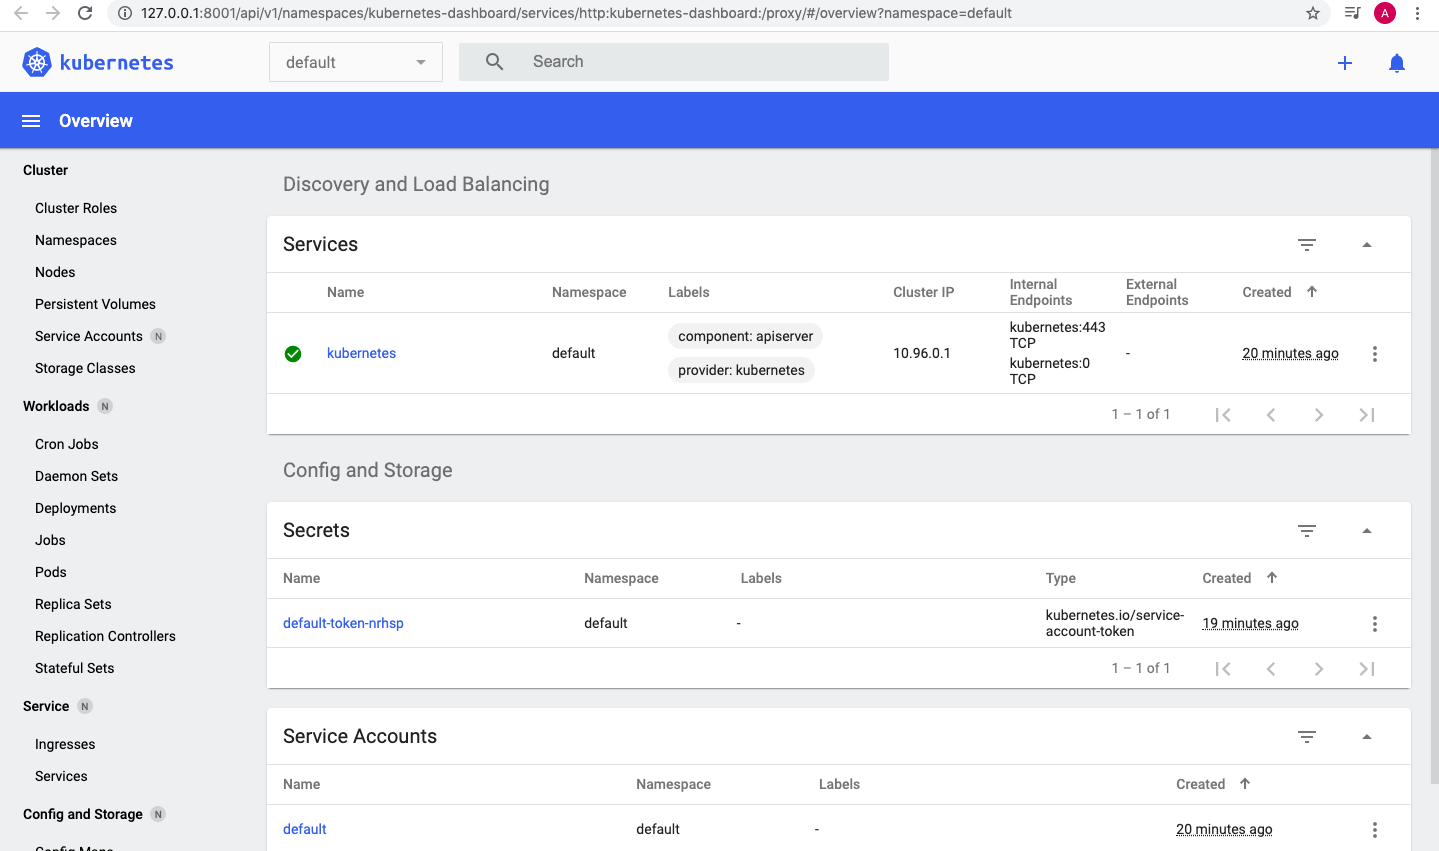 127.0.0.1:8001/api/v1/namespaces/kubernetes-dashboard/services/http:kubernetes-dashboard:/proxy/#/overview?namespace=default
A
kubernetes
default
Search
Overview
Cluster
Cluster Roles
Namespaces
Nodes
Persistent Volumes
Service Accounts N
Storage Classes
Workloads N
Cron Jobs
Daemon Sets
Deployments
Jobs
Pods
Replica Sets
Replication Controllers
Stateful Sets
Service N
Ingresses
Services
Config and Storage N
Config Maps
Discovery and Load Balancing
Services
Name Namespace Labels Cluster IP Internal Endpoints External Endpoints Created
kubernetes default component: apiserver provider: kubernetes 10.96.0.1 kubernetes:443 TCP kubernetes:0 TCP - 20 minutes ago
1 – 1 of 1
Config and Storage
Secrets
Name Namespace Labels Type Created
default-token-nrhsp default - kubernetes.io/service-account-token 19 minutes ago
1 – 1 of 1
Service Accounts
Name Namespace Labels Created
default default - 20 minutes ago